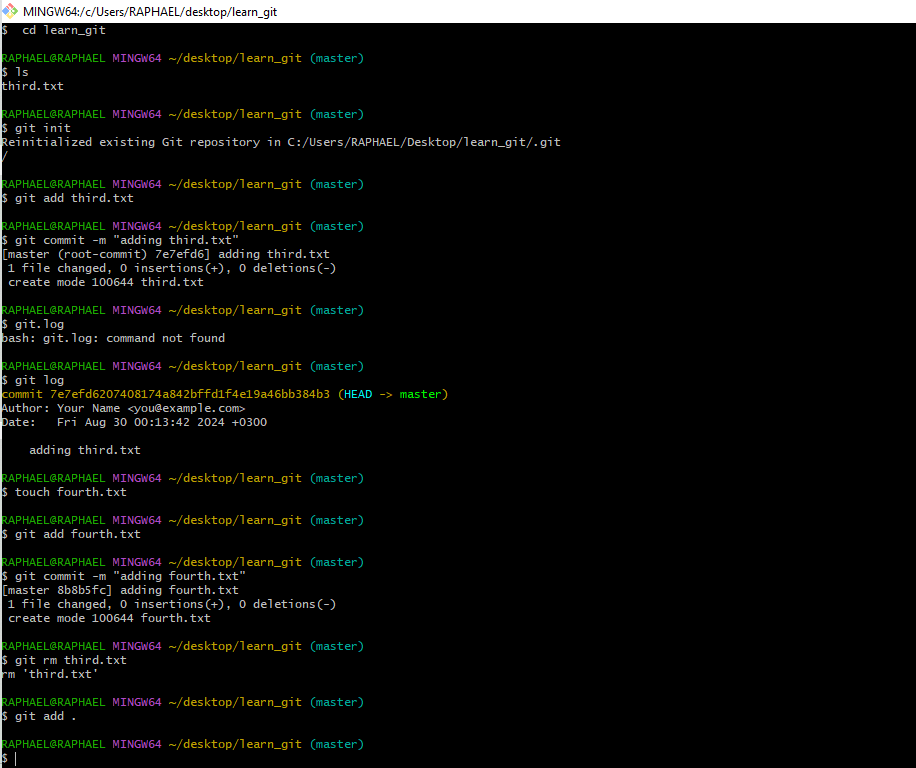 MINGW64:/c/Users/RAPHAEL/desktop/learn_git
$  cd learn_git
RAPHAEL@RAPHAEL MINGW64 ~/desktop/learn_git (master)
$ ls
third.txt
RAPHAEL@RAPHAEL MINGW64 ~/desktop/learn_git (master)
$ git init
Reinitialized existing Git repository in C:/Users/RAPHAEL/Desktop/learn_git/.git
/
RAPHAEL@RAPHAEL MINGW64 ~/desktop/learn_git (master)
$ git add third.txt
RAPHAEL@RAPHAEL MINGW64 ~/desktop/learn_git (master)
$ git commit -m "adding third.txt"
[master (root-commit) 7e7efd6] adding third.txt
 1 file changed, 0 insertions(+), 0 deletions(-)
 create mode 100644 third.txt
RAPHAEL@RAPHAEL MINGW64 ~/desktop/learn_git (master)
$ git.log
bash: git.log: command not found
RAPHAEL@RAPHAEL MINGW64 ~/desktop/learn_git (master)
$ git log
commit 7e7efd6207408174a842bffd1f4e19a46bb384b3 (HEAD -> master)
Author: Your Name <you@example.com>
Date:   Fri Aug 30 00:13:42 2024 +0300
    adding third.txt
RAPHAEL@RAPHAEL MINGW64 ~/desktop/learn_git (master)
$ touch fourth.txt
RAPHAEL@RAPHAEL MINGW64 ~/desktop/learn_git (master)
$ git add fourth.txt
RAPHAEL@RAPHAEL MINGW64 ~/desktop/learn_git (master)
$ git commit -m "adding fourth.txt"
[master 8b8b5fc] adding fourth.txt
 1 file changed, 0 insertions(+), 0 deletions(-)
 create mode 100644 fourth.txt
RAPHAEL@RAPHAEL MINGW64 ~/desktop/learn_git (master)
$ git rm third.txt
rm 'third.txt'
RAPHAEL@RAPHAEL MINGW64 ~/desktop/learn_git (master)
$ git add .
RAPHAEL@RAPHAEL MINGW64 ~/desktop/learn_git (master)
$